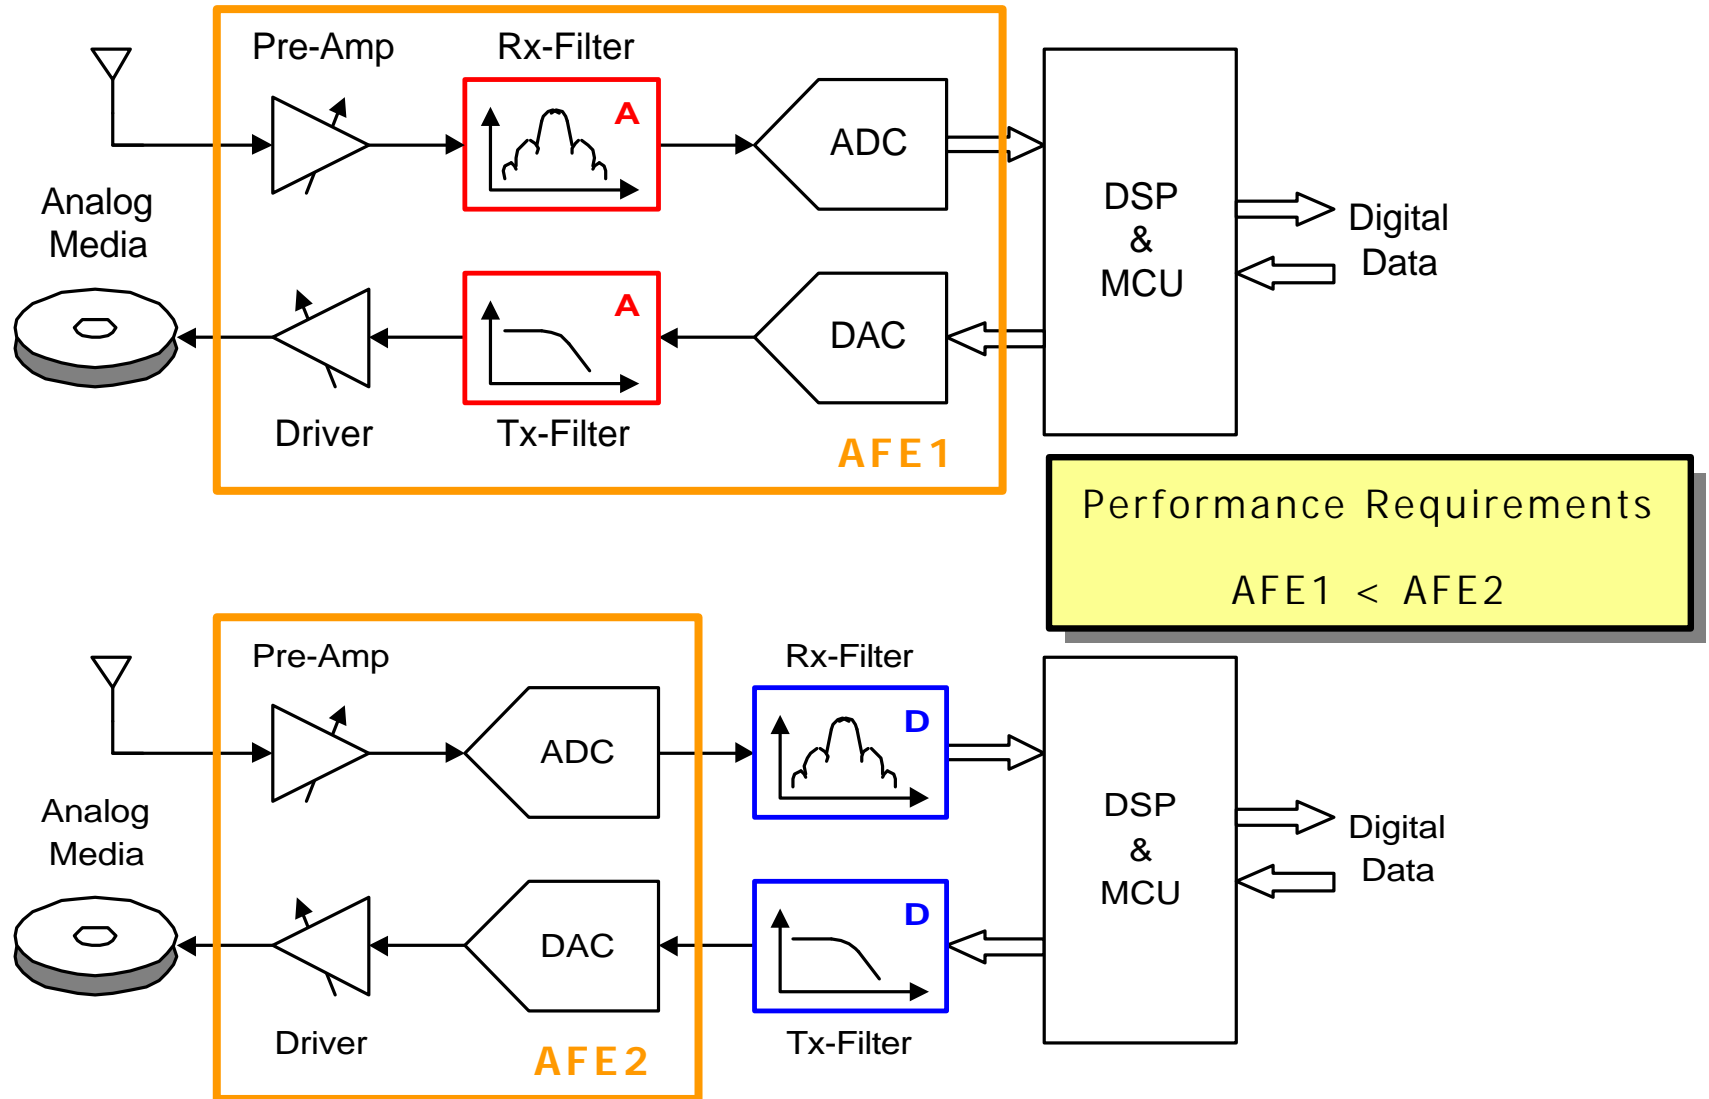 Pre-Amp
Rx-Filter
A
ADC
Analog
Media
DSP
&
MCU
Digital
Data
A
DAC
Driver
Tx-Filter
AFE1
Performance Requirements
AFE1 < AFE2
Pre-Amp
Rx-Filter
D
ADC
Analog
Media
DSP
&
MCU
Digital
Data
D
DAC
Driver
Tx-Filter
AFE2